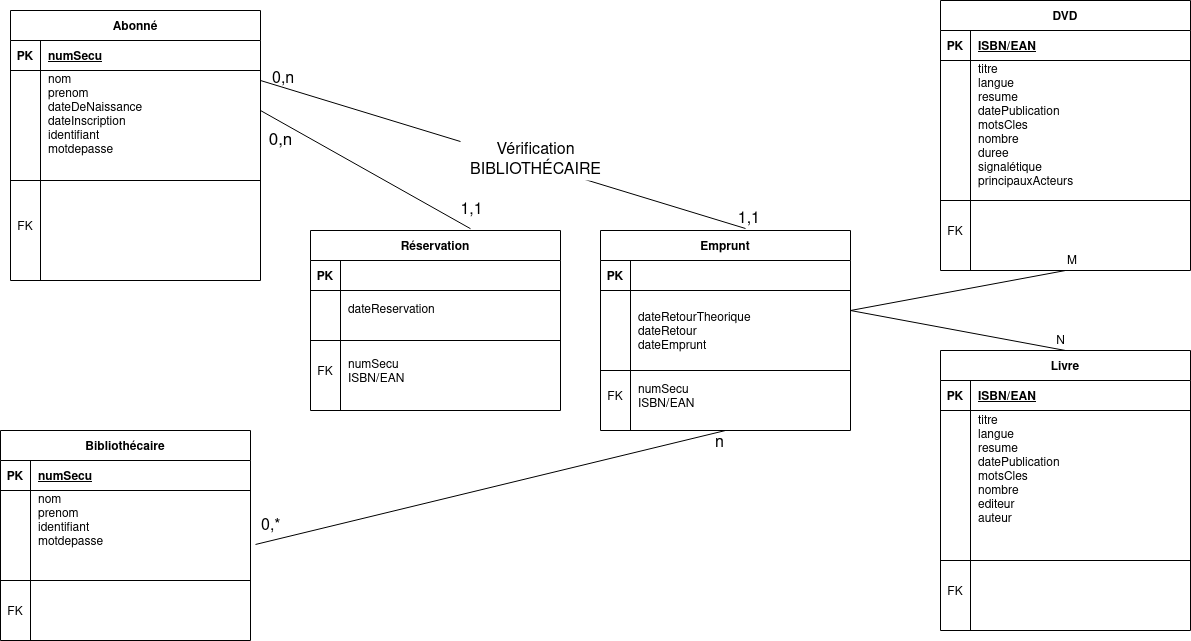 Abonné
PK numSecu
nom
prenom
dateDeNaissance
dateInscription
identifiant
motdepasse
FK
0,n
0,n
Vérification
BIBLIOTHÉCAIRE
1,1
1,1
Réservation
PK
dateReservation
FK
numSecu
ISBN/EAN
Emprunt
PK
dateRetourTheorique
dateRetour
dateEmprunt
FK
numSecu
ISBN/EAN
n
0,*
Bibliothécaire
PK numSecu
nom
prenom
identifiant
motdepasse
FK
DVD
PK ISBN/EAN
titre
langue
resume
datePublication
motsCles
nombre
duree
signalétique
principauxActeurs
FK
M
N
Livre
PK ISBN/EAN
titre
langue
resume
datePublication
motsCles
nombre
editeur
auteur
FK